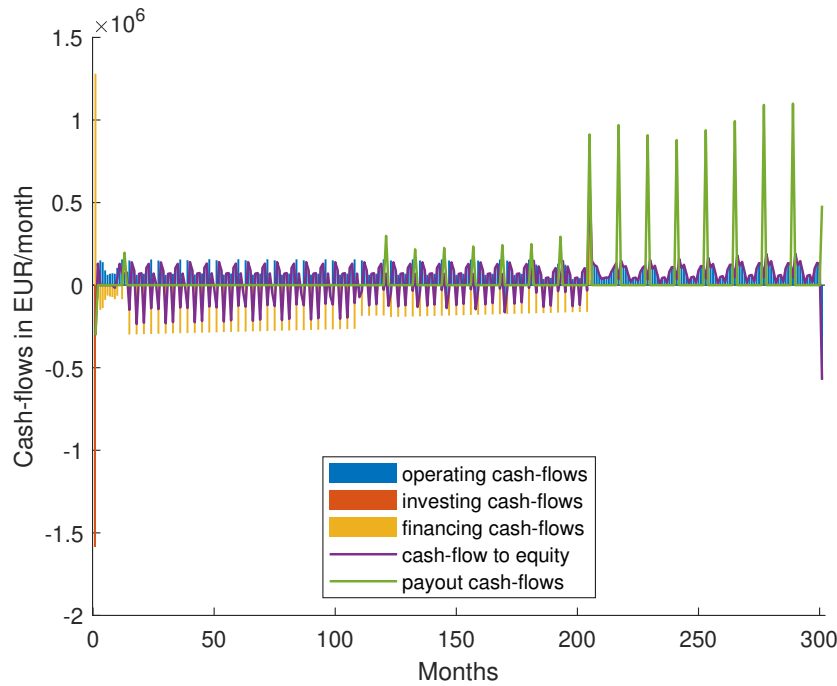 ×10⁶
1.5
1
0.5
0
-0.5
-1
-1.5
-2
Cash-flows in EUR/month
operating cash-flows
investing cash-flows
financing cash-flows
cash-flow to equity
payout cash-flows
0 50 100 150 200 250 300
Months